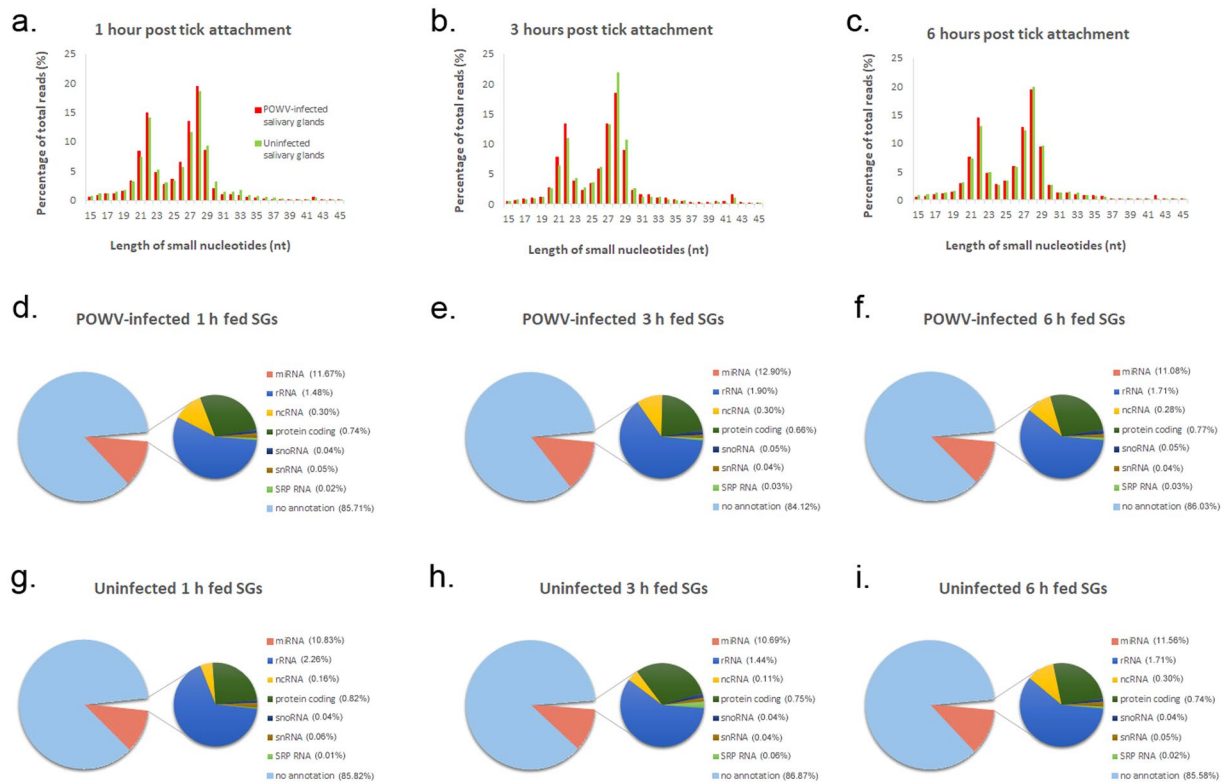 a.
1 hour post tick attachment
Percentage of total reads (%)
25
20
15
10
5
0
POWV-infected
salivary glands
Uninfected
salivary glands
15 17 19 21 23 25 27 29 31 33 35 37 39 41 43 45
Length of small nucleotides (nt)
b.
3 hours post tick attachment
Percentage of total reads (%)
25
20
15
10
5
0
15 17 19 21 23 25 27 29 31 33 35 37 39 41 43 45
Length of small nucleotides (nt)
c.
6 hours post tick attachment
Percentage of total reads (%)
25
20
15
10
5
0
15 17 19 21 23 25 27 29 31 33 35 37 39 41 43 45
Length of small nucleotides (nt)
d.
POWV-infected 1 h fed SGs
miRNA (11.67%)
rRNA (1.48%)
ncRNA (0.30%)
protein coding (0.74%)
snoRNA (0.04%)
snRNA (0.05%)
SRP RNA (0.02%)
no annotation (85.71%)
e.
POWV-infected 3 h fed SGs
miRNA (12.90%)
rRNA (1.90%)
ncRNA (0.30%)
protein coding (0.66%)
snoRNA (0.05%)
snRNA (0.04%)
SRP RNA (0.03%)
no annotation (84.12%)
f.
POWV-infected 6 h fed SGs
miRNA (11.08%)
rRNA (1.71%)
ncRNA (0.28%)
protein coding (0.77%)
snoRNA (0.05%)
snRNA (0.04%)
SRP RNA (0.03%)
no annotation (86.03%)
g.
Uninfected 1 h fed SGs
miRNA (10.83%)
rRNA (2.26%)
ncRNA (0.16%)
protein coding (0.82%)
snoRNA (0.04%)
snRNA (0.06%)
SRP RNA (0.01%)
no annotation (85.82%)
h.
Uninfected 3 h fed SGs
miRNA (10.69%)
rRNA (1.44%)
ncRNA (0.11%)
protein coding (0.75%)
snoRNA (0.04%)
snRNA (0.04%)
SRP RNA (0.06%)
no annotation (86.87%)
i.
Uninfected 6 h fed SGs
miRNA (11.56%)
rRNA (1.71%)
ncRNA (0.30%)
protein coding (0.74%)
snoRNA (0.04%)
snRNA (0.05%)
SRP RNA (0.02%)
no annotation (85.58%)